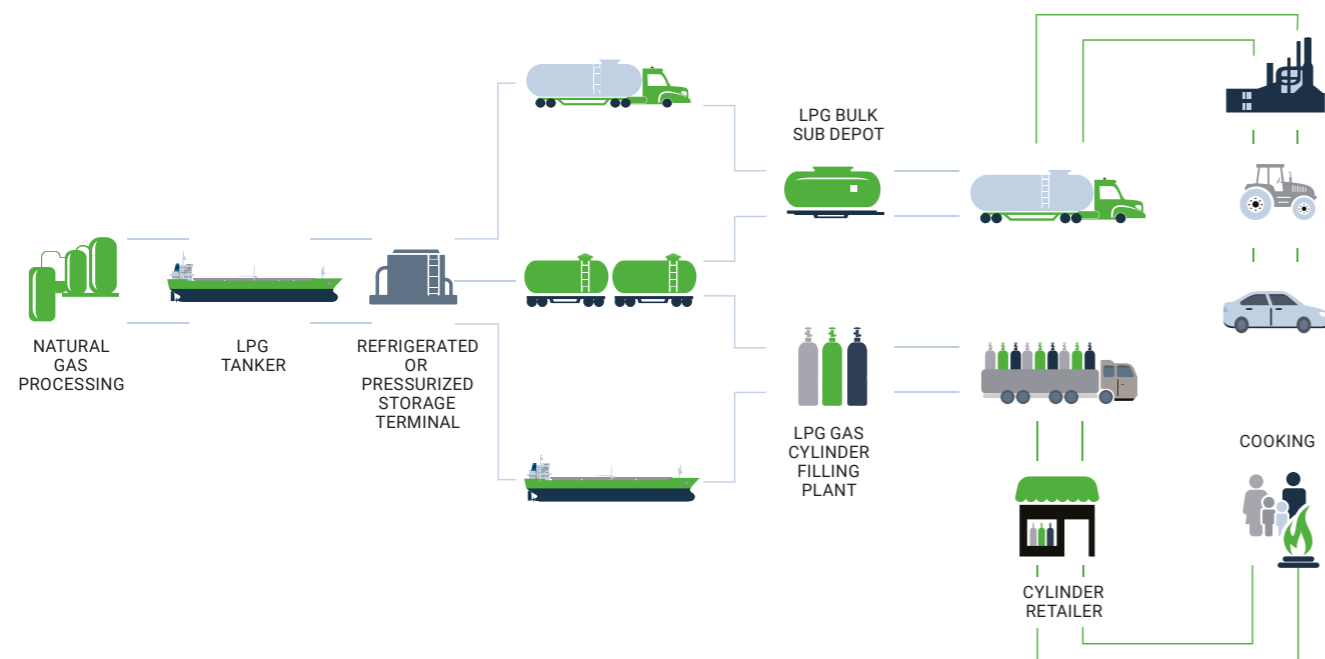 NATURAL
GAS
PROCESSING
LPG
TANKER
REFRIGERATED
OR
PRESSURIZED
STORAGE
TERMINAL
LPG BULK
SUB DEPOT
LPG GAS
CYLINDER
FILLING
PLANT
CYLINDER
RETAILER
COOKING